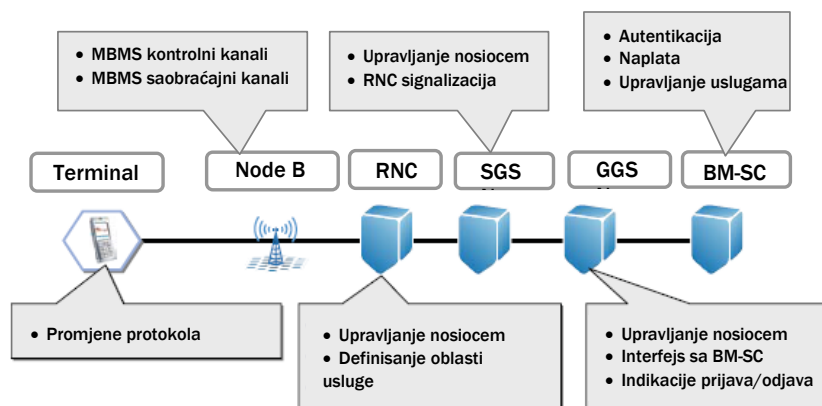 • MBMS kontrolni kanali
• MBMS saobraćajni kanali
• Upravljanje nosiocem
• RNC signalizacija
• Autentikacija
• Naplata
• Upravljanje uslugama
Terminal
Node B
RNC
SGS
GGS
BM-SC
• Promjene protokola
• Upravljanje nosiocem
• Definisanje oblasti
usluge
• Upravljanje nosiocem
• Interfejs sa BM-SC
• Indikacije prijava/odjava